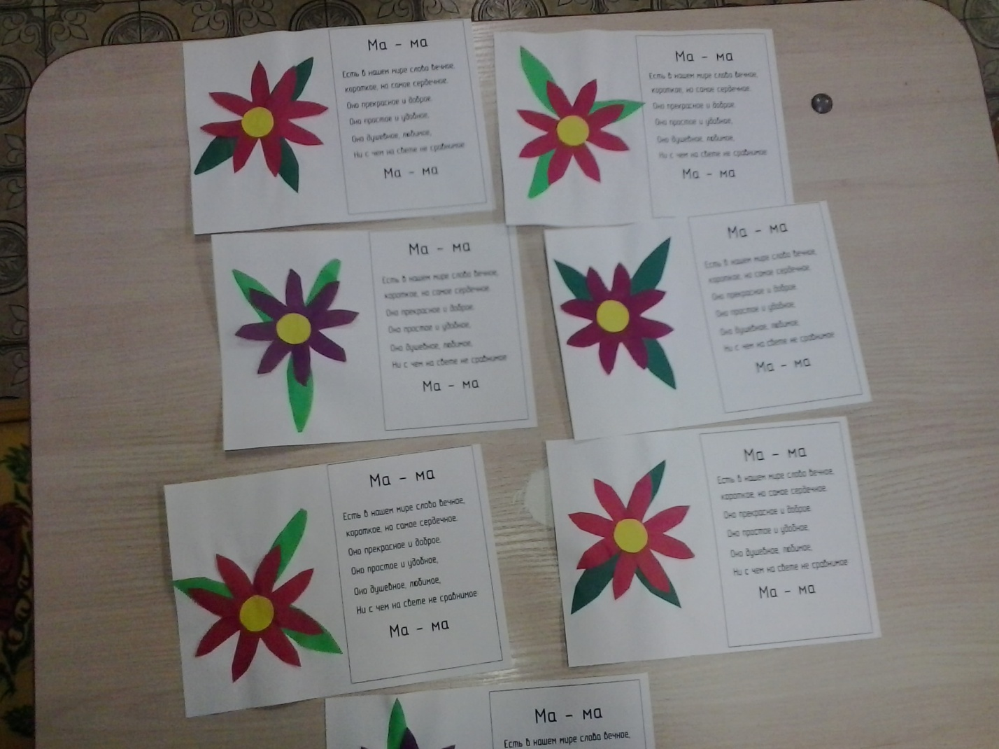 Ма – ма
Есть в нашем мире слово вечное,
короткое, но самое сердечное.
Оно прекрасное и доброе.
Оно простое и удобное,
Оно душевное, любимое,
Ни с чем на свете не сравнимое
Ма – ма
Ма – ма
Есть в нашем мире слово вечное,
короткое, но самое сердечное.
Оно прекрасное и доброе.
Оно простое и удобное,
Оно душевное, любимое,
Ни с чем на свете не сравнимое
Ма – ма
Ма – ма
Есть в нашем мире слово вечное,
короткое, но самое сердечное.
Оно прекрасное и доброе.
Оно простое и удобное,
Оно душевное, любимое,
Ни с чем на свете не сравнимое
Ма – ма
Ма – ма
Есть в нашем мире слово вечное,
короткое, но самое сердечное.
Оно прекрасное и доброе.
Оно простое и удобное,
Оно душевное, любимое,
Ни с чем на свете не сравнимое
Ма – ма
Ма – ма
Есть в нашем мире слово вечное,
короткое, но самое сердечное.
Оно прекрасное и доброе.
Оно простое и удобное,
Оно душевное, любимое,
Ни с чем на свете не сравнимое
Ма – ма
Ма – ма
Есть в нашем мире слово вечное,
короткое, но самое сердечное.
Оно прекрасное и доброе.
Оно простое и удобное,
Оно душевное, любимое,
Ни с чем на свете не сравнимое
Ма – ма
Ма – ма
Есть в нашем мире слово вечное,